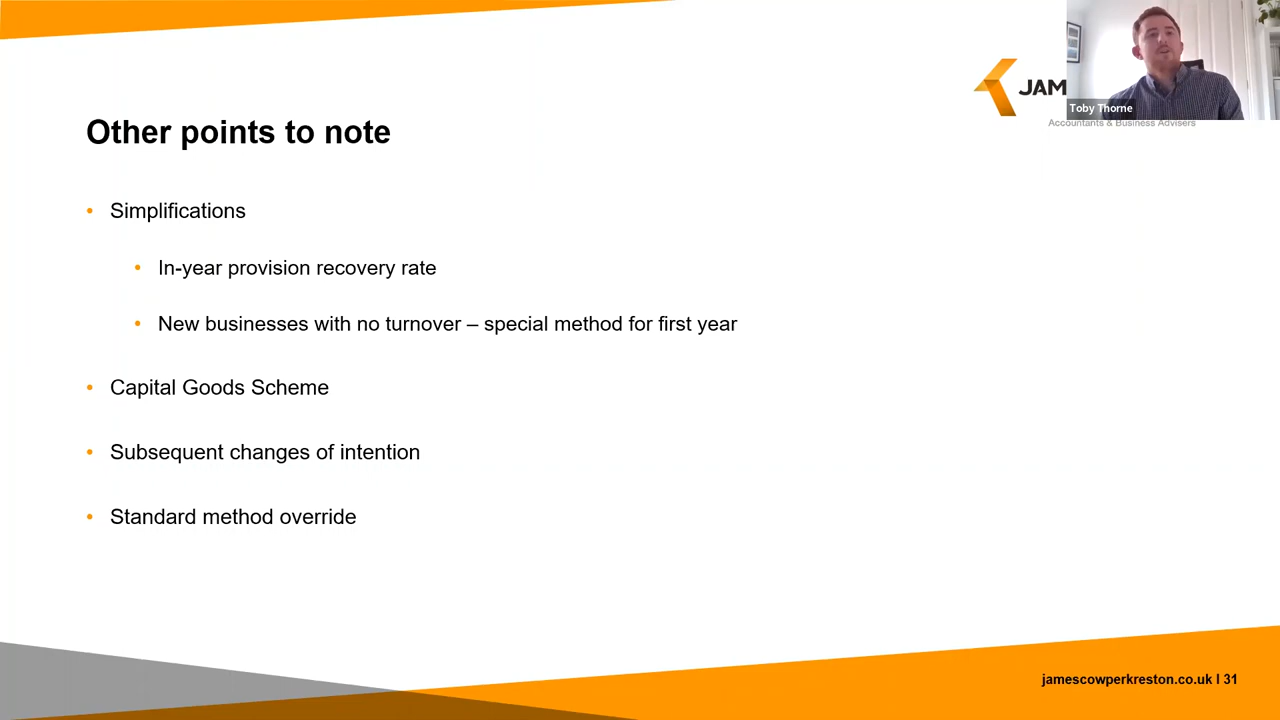 JAM
Toby Thorne
Accountants & Business Advisers
Other points to note
• Simplifications
• In-year provision recovery rate
• New businesses with no turnover – special method for first year
• Capital Goods Scheme
• Subsequent changes of intention
• Standard method override
jamescowperkreston.co.uk I 31